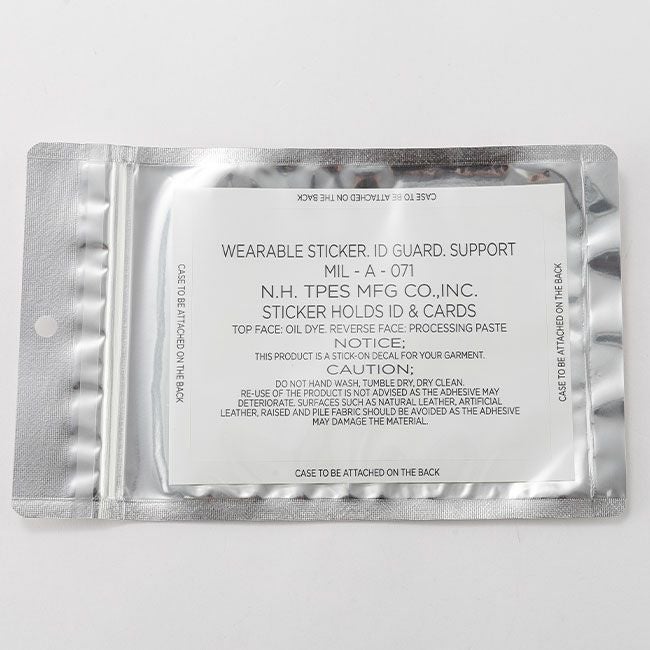 CASE TO BE ATTACHED ON THE BACK
CASE TO BE ATTACHED ON THE BACK
WEARABLE STICKER. ID GUARD. SUPPORT
MIL - A - 071
N.H. TPES MFG CO.,INC.
STICKER HOLDS ID & CARDS
TOP FACE: OIL DYE. REVERSE FACE: PROCESSING PASTE
NOTICE;
THIS PRODUCT IS A STICK-ON DECAL FOR YOUR GARMENT.
CAUTION;
DO NOT HAND WASH, TUMBLE DRY, DRY CLEAN.
RE-USE OF THE PRODUCT IS NOT ADVISED AS THE ADHESIVE MAY
DETERIORATE. SURFACES SUCH AS NATURAL LEATHER, ARTIFICIAL
LEATHER, RAISED AND PILE FABRIC SHOULD BE AVOIDED AS THE ADHESIVE
MAY DAMAGE THE MATERIAL.
CASE TO BE ATTACHED ON THE BACK
CASE TO BE ATTACHED ON THE BACK